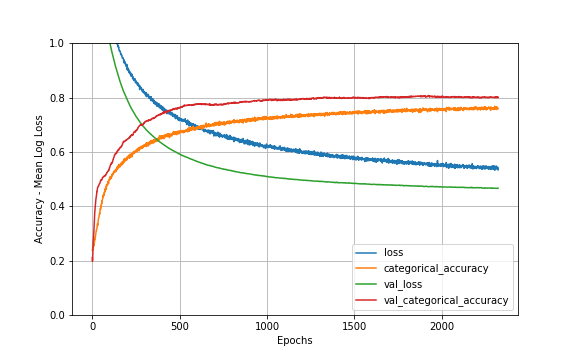 1.0
0.8
0.6
0.4
0.2
0.0
Accuracy - Mean Log Loss
0
500
1000
1500
2000
Epochs
loss
categorical_accuracy
val_loss
val_categorical_accuracy